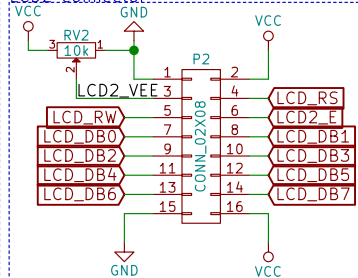 VCC
GND
VCC
RV2
3
10k
1
2
P2
1
2
LCD2_VEE
3
4
LCD_RS
LCD_RW
5
6
LCD2_E
LCD_DB0
7
8
LCD_DB1
LCD_DB2
9
10
LCD_DB3
LCD_DB4
11
12
LCD_DB5
LCD_DB6
13
14
LCD_DB7
15
16
CONN_02X08
GND
VCC